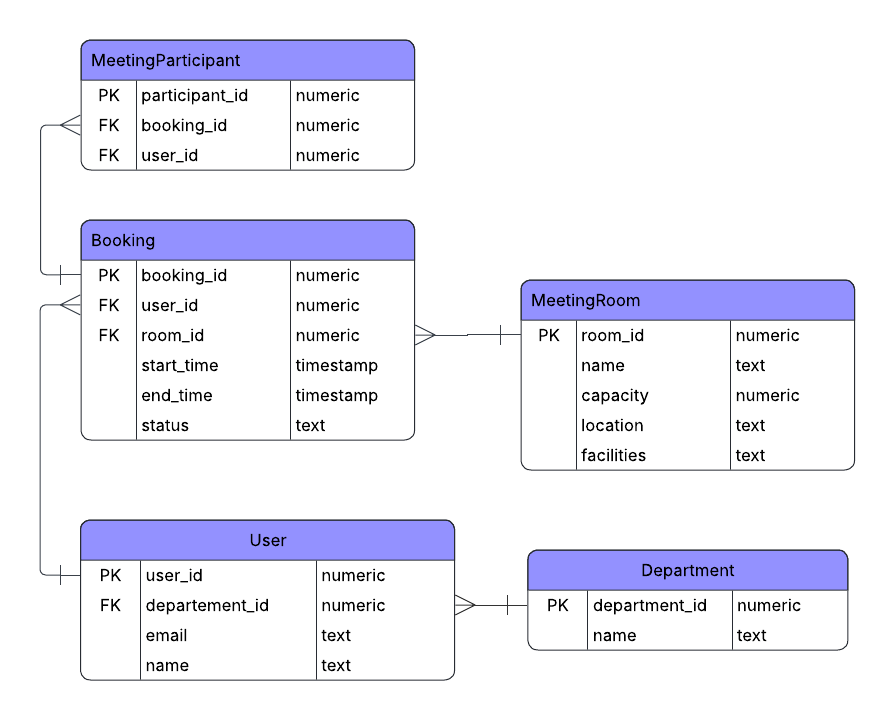 MeetingParticipant
PK participant_id numeric
FK booking_id numeric
FK user_id numeric
Booking
PK booking_id numeric
FK user_id numeric
FK room_id numeric
start_time timestamp
end_time timestamp
status text
MeetingRoom
PK room_id numeric
name text
capacity numeric
location text
facilities text
User
PK user_id numeric
FK departement_id numeric
email text
name text
Department
PK department_id numeric
name text